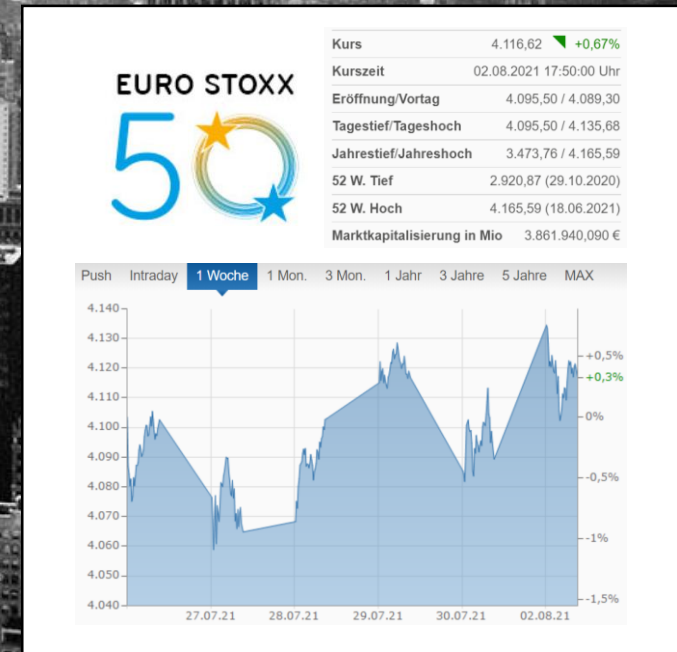 EURO STOXX
50
Kurs 4.116,62 +0,67%
Kurszeit 02.08.2021 17:50:00 Uhr
Eröffnung/Vortag 4.095,50 / 4.089,30
Tagestief/Tageshoch 4.095,50 / 4.135,68
Jahrestief/Jahreshoch 3.473,76 / 4.165,59
52 W. Tief 2.920,87 (29.10.2020)
52 W. Hoch 4.165,59 (18.06.2021)
Marktkapitalisierung in Mio 3.861.940,090 €
Push Intraday 1 Woche 1 Mon. 3 Mon. 1 Jahr 3 Jahre 5 Jahre MAX
4.140
4.130
4.120 +0,5%
+0,3%
4.110
4.100 0%
4.090
4.080 -0,5%
4.070
4.060 -1%
4.050
4.040 -1,5%
27.07.21 28.07.21 29.07.21 30.07.21 02.08.21